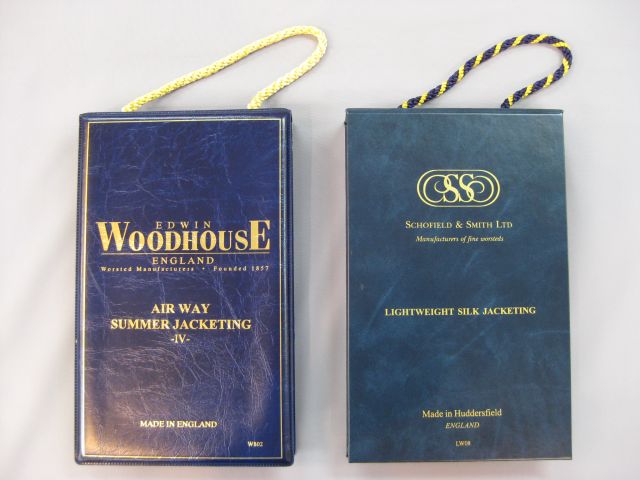 EDWIN
WOODHOUSE
ENGLAND
Worsted Manufacturers • Founded 1857
AIR WAY
SUMMER JACKETING
-IV-
MADE IN ENGLAND
WB02
SS
SCHOFIELD & SMITH LTD
Manufacturers of fine worsteds
LIGHTWEIGHT SILK JACKETING
Made in Huddersfield
ENGLAND
LW08